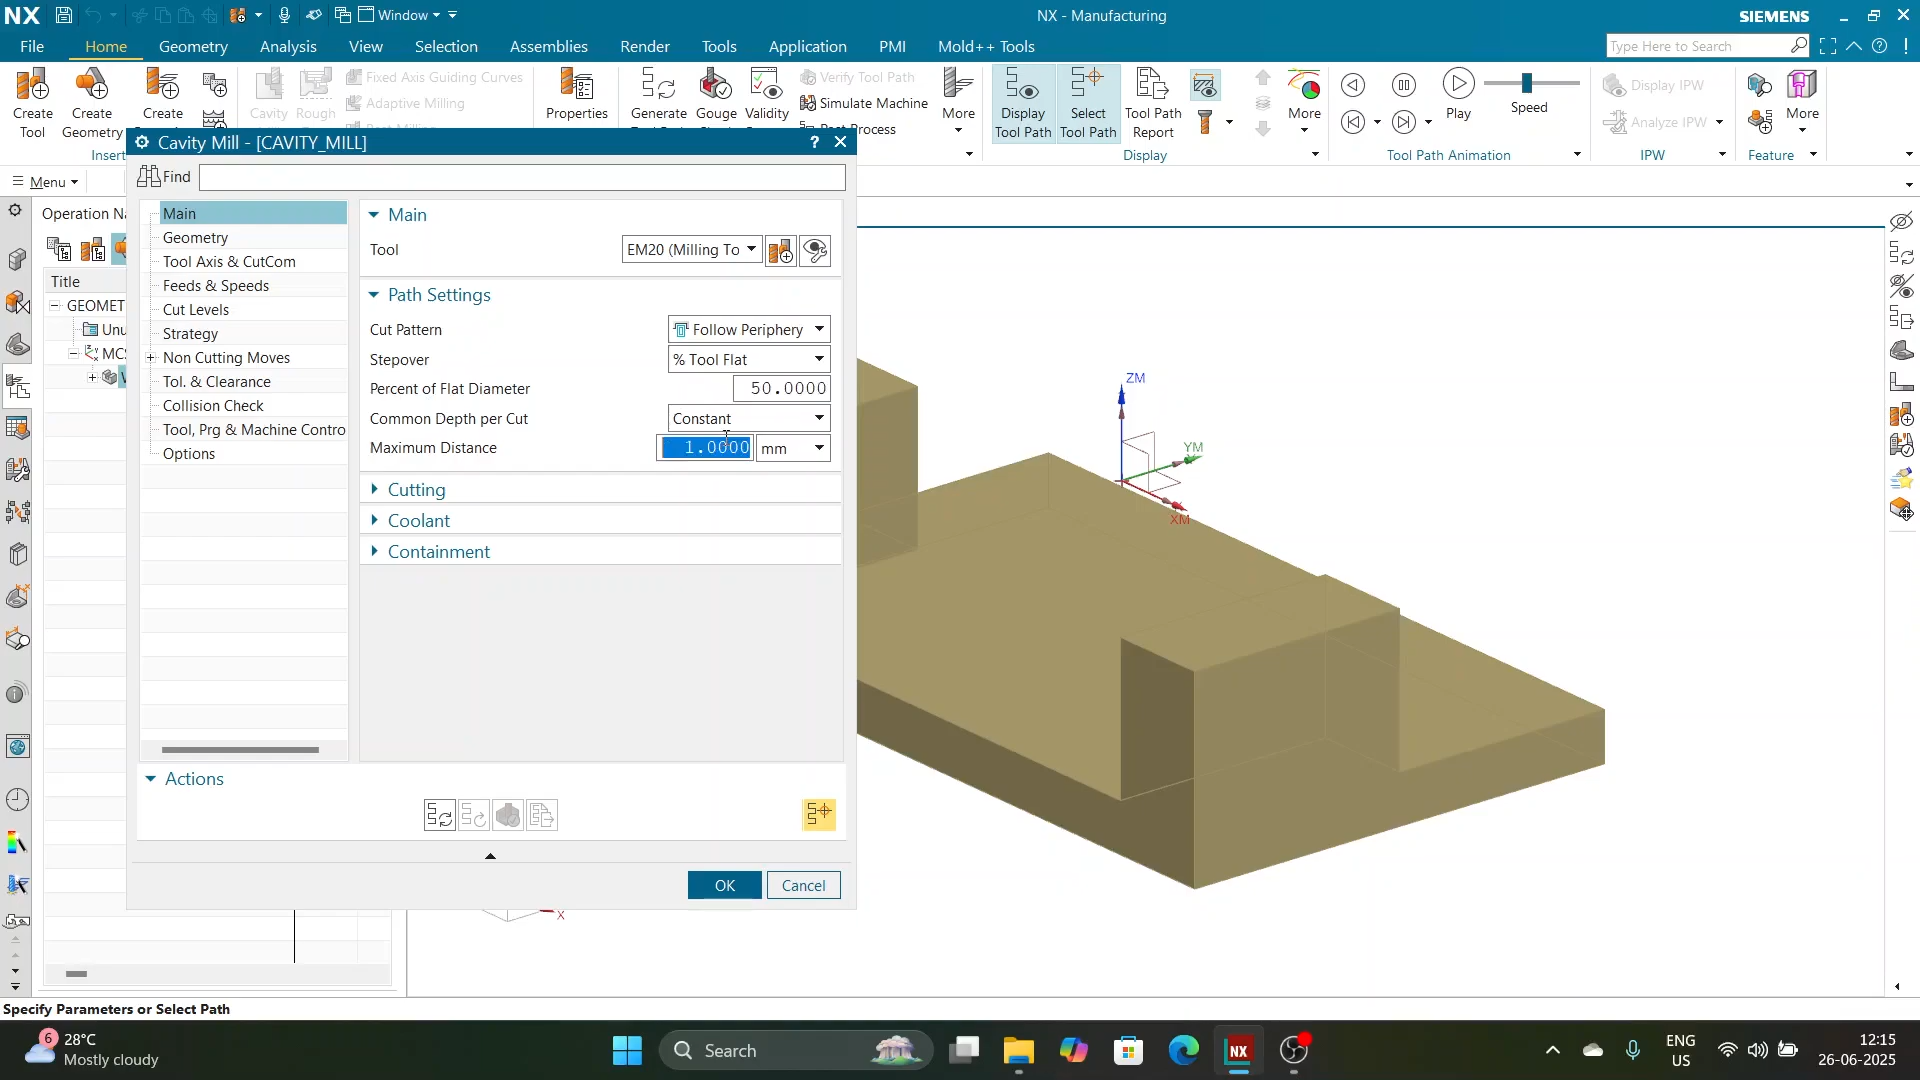 NX
Window
NX - Manufacturing
SIEMENS
File
Home
Geometry
Analysis
View
Selection
Assemblies
Render
Tools
Application
PMI
Mold++ Tools
Type Here to Search
Create Tool
Create Geometry
Create
Cavity
Rough
Fixed Axis Guiding Curves
Adaptive Milling
Properties
Generate
Gouge
Validity
Verify Tool Path
Simulate Machine
Post Process
More
Display Tool Path
Select Tool Path
Tool Path Report
More
Play
Speed
Display IPW
Analyze IPW
More
Insert
Display
Tool Path Animation
IPW
Feature
Menu
Cavity Mill - [CAVITY_MILL]
?
Find
Operation Na
Title
GEOMET
Unu
MCS
Main
Geometry
Tool Axis & CutCom
Feeds & Speeds
Cut Levels
Strategy
Non Cutting Moves
Tol. & Clearance
Collision Check
Tool, Prg & Machine Contro
Options
Main
Tool
EM20 (Milling To
Path Settings
Cut Pattern
Follow Periphery
Stepover
% Tool Flat
Percent of Flat Diameter
50.0000
Common Depth per Cut
Constant
Maximum Distance
1.0000
mm
Cutting
Coolant
Containment
Actions
OK
Cancel
ZM
YM
XM
X
Specify Parameters or Select Path
6
28°C
Mostly cloudy
Search
NX
ENG
US
12:15
26-06-2025